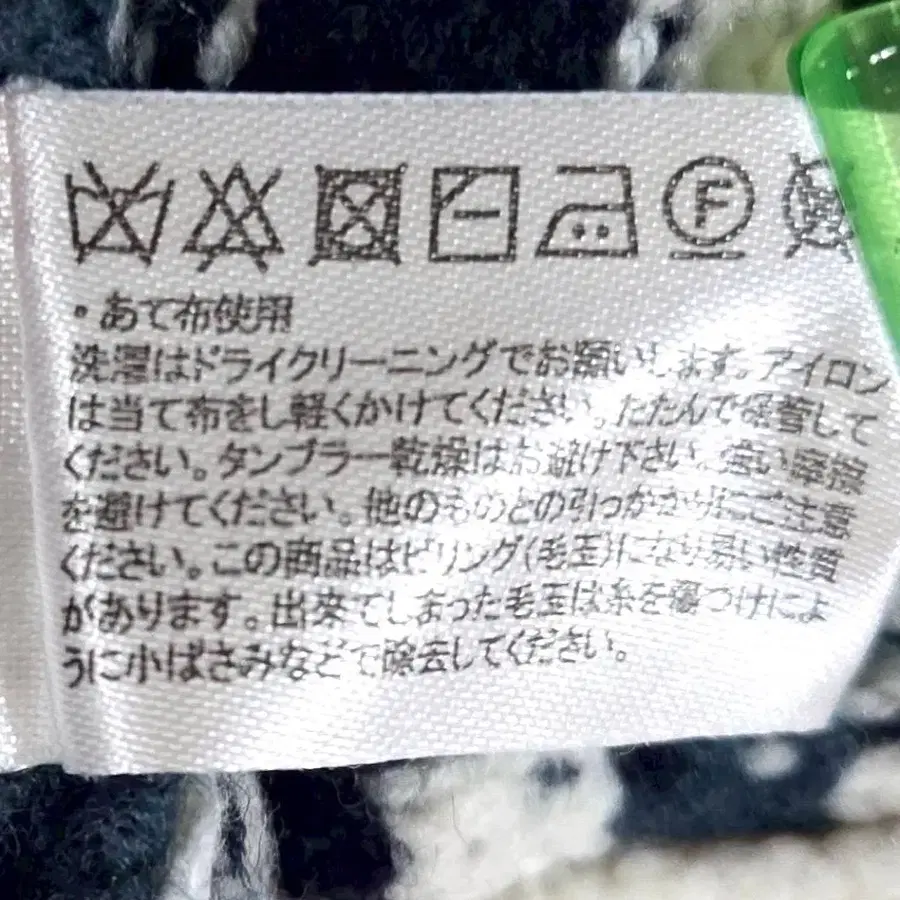 F
・あて布使用
洗濯はドライクリーニングでお願いします。アイロン
は当て布をし軽くかけてください。たたんで保着して
ください。タンブラー乾燥はお避け下さい。強い摩擦
を避けてください。他のものとの引っかかりにご注意
ください。この商品はピリング(毛玉)になり易い性質
があります。出来てしまった毛玉は糸を傷つけによ
うに小ばさみなどで除去してください。